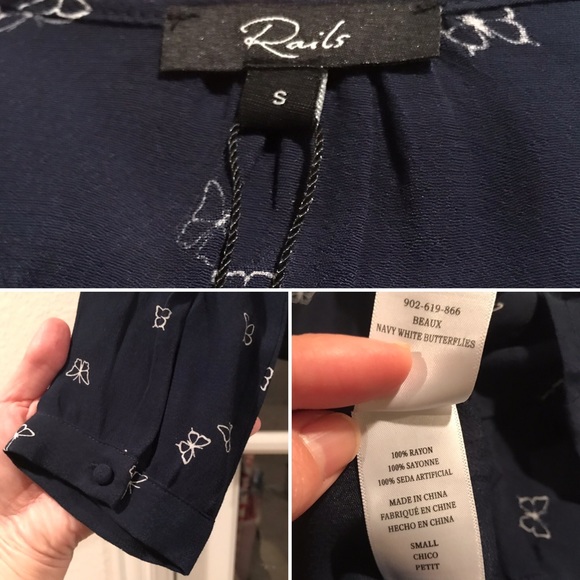 Rails
S
902-619-866
BEAUX
NAVY WHITE BUTTERFLIES
100% RAYON
100% SAYONNE
100% SEDA ARTIFICIAL
MADE IN CHINA
FABRIQUÉ EN CHINE
HECHO EN CHINA
SMALL
CHICO
PETIT